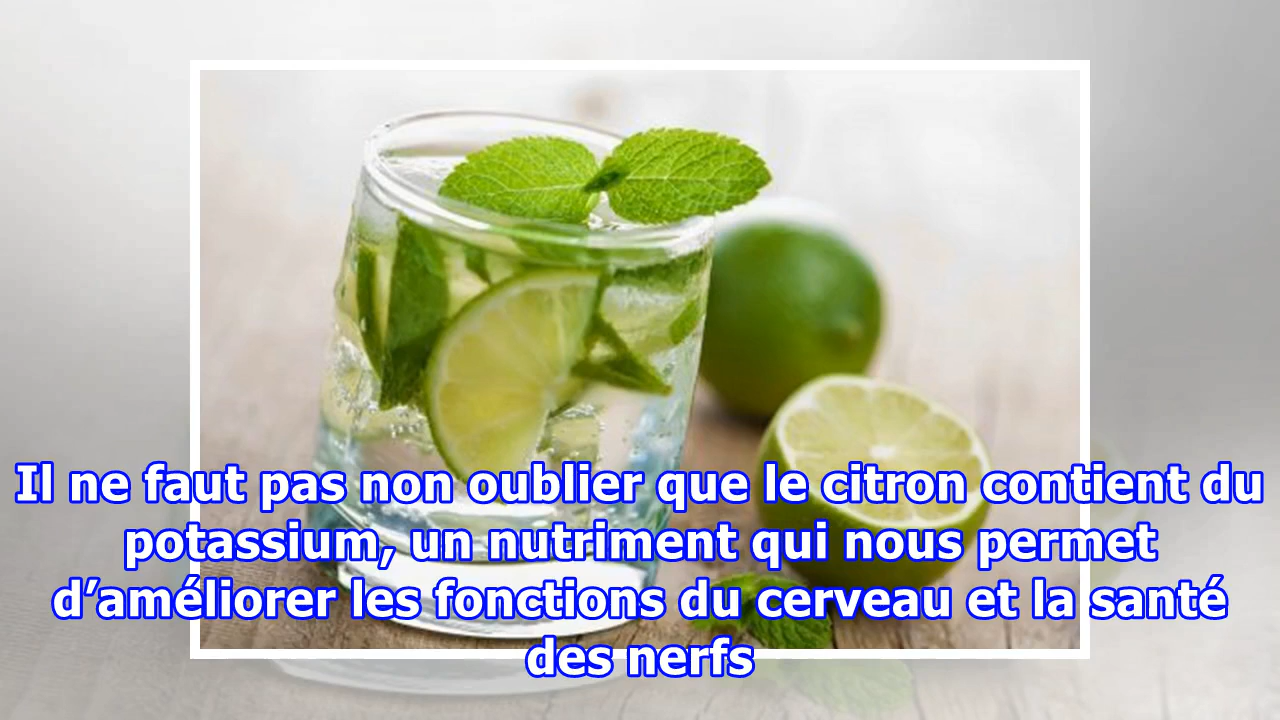 Il ne faut pas non oublier que le citron contient du
potassium, un nutriment qui nous permet
d’améliorer les fonctions du cerveau et la santé
des nerfs